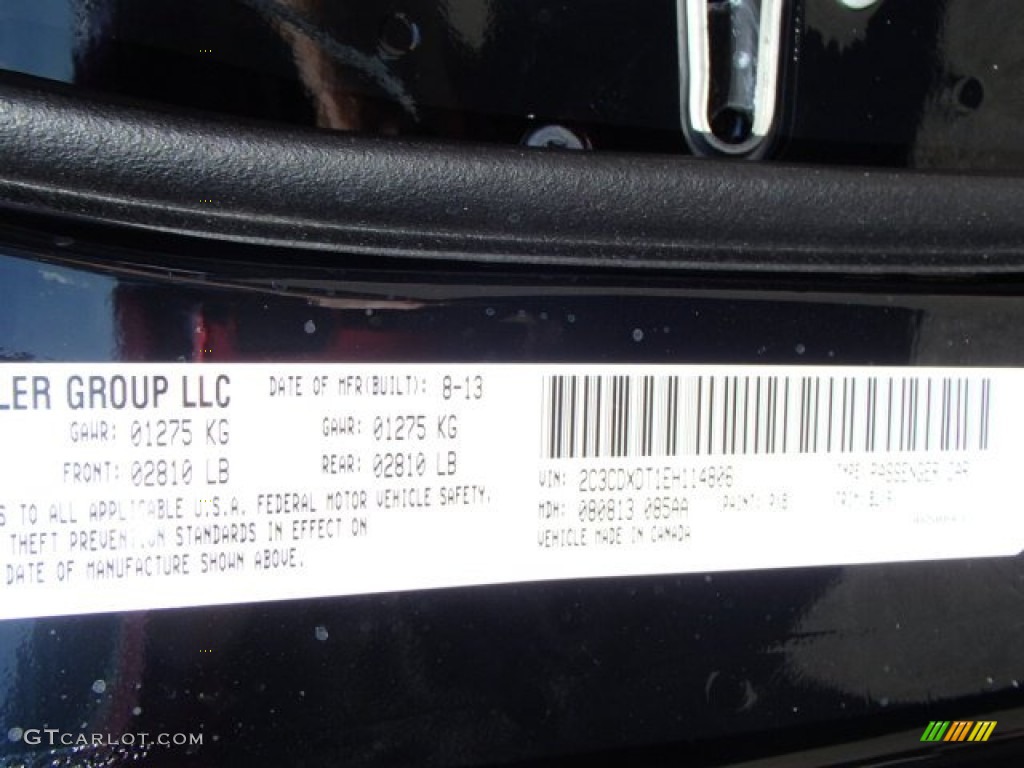 LER GROUP LLC DATE OF MFR(BUILT): 8-13
GAWR: 01275 KG GAWR: 01275 KG
FRONT: 02810 LB REAR: 02810 LB
S TO ALL APPLICABLE U.S.A. FEDERAL MOTOR VEHICLE SAFETY,
THEFT PREVENTION STANDARDS IN EFFECT ON
DATE OF MANUFACTURE SHOWN ABOVE.
VIN: 2C3CDXDT1EH114806 TYPE: PASSENGER CAR
MDH: 080813 085AA PAINT: TRIM:
VEHICLE MADE IN CANADA
GTCARLOT.COM